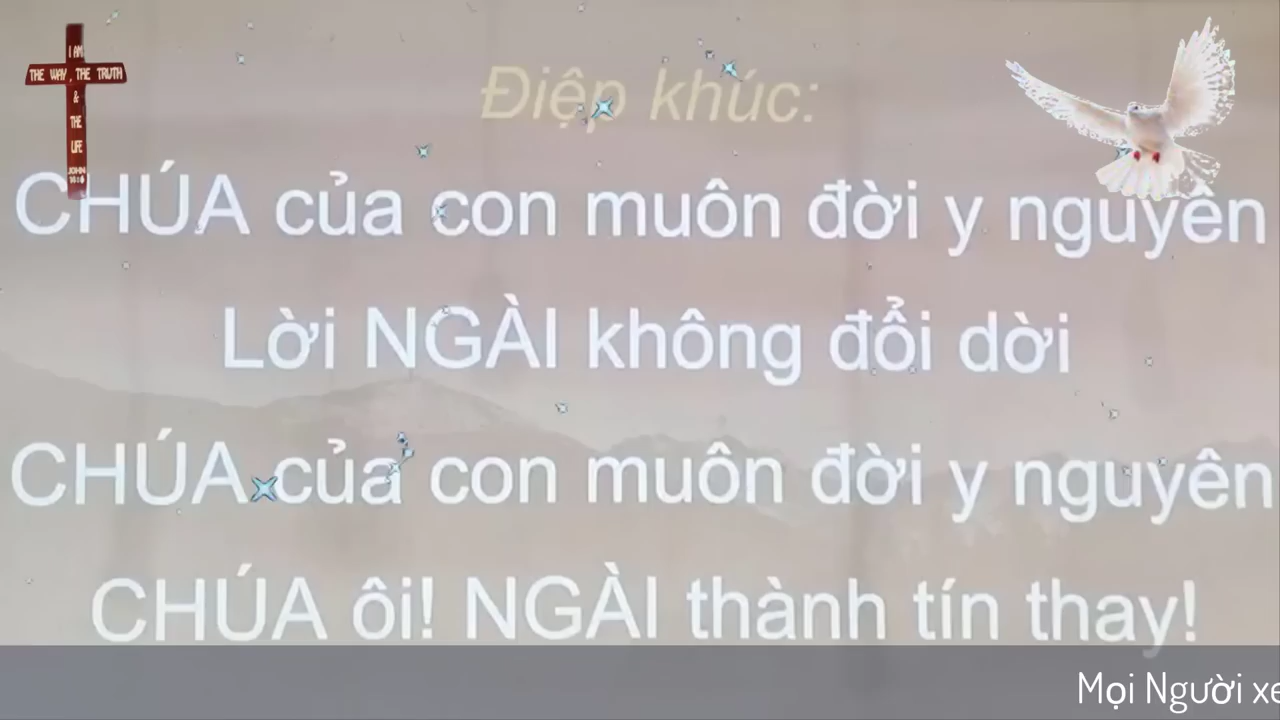 I AM
THE WAY, THE TRUTH
&
THE
LIFE
JOHN
Điệp khúc:
CHÚA của con muôn đời y nguyên
Lời NGÀI không đổi dời
CHÚA của con muôn đời y nguyên
CHÚA ôi! NGÀI thành tín thay!
Mọi Người